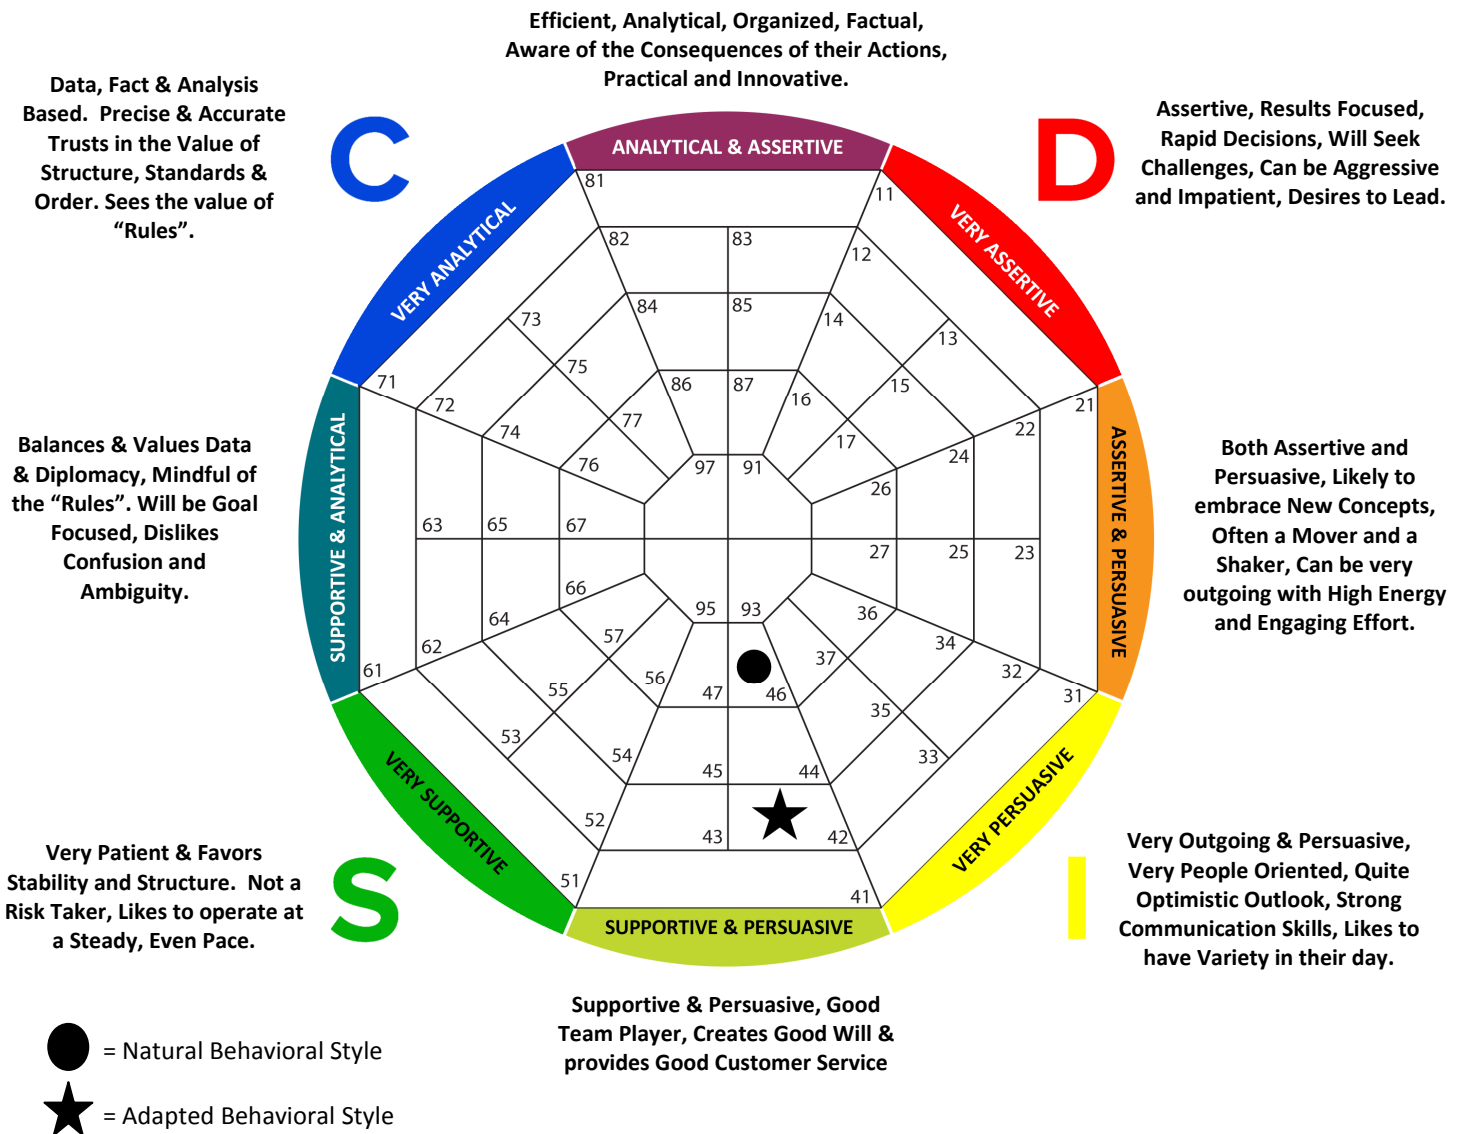 Efficient, Analytical, Organized, Factual,
Aware of the Consequences of their Actions,
Practical and Innovative.
Data, Fact & Analysis
Based.  Precise & Accurate
Trusts in the Value of
Structure, Standards &
Order. Sees the value of
“Rules”.
C
D
Assertive, Results Focused,
Rapid Decisions, Will Seek
Challenges, Can be Aggressive
and Impatient, Desires to Lead.
ANALYTICAL & ASSERTIVE
VERY ANALYTICAL
VERY ASSERTIVE
81
11
82
83
12
84
85
14
73
13
75
15
71
86
87
16
21
72
77
17
22
74
76
97
91
24
26
63
65
67
27
25
23
66
64
95
93
36
62
57
37
34
61
56
47
46
32
31
55
35
53
54
45
44
33
52
43
42
51
41
SUPPORTIVE & ANALYTICAL
ASSERTIVE & PERSUASIVE
Balances & Values Data
& Diplomacy, Mindful of
the “Rules”. Will be Goal
Focused, Dislikes
Confusion and
Ambiguity.
Both Assertive and
Persuasive, Likely to
embrace New Concepts,
Often a Mover and a
Shaker, Can be very
outgoing with High Energy
and Engaging Effort.
VERY SUPPORTIVE
VERY PERSUASIVE
SUPPORTIVE & PERSUASIVE
Very Patient & Favors
Stability and Structure.  Not a
Risk Taker, Likes to operate at
a Steady, Even Pace.
S
I
Very Outgoing & Persuasive,
Very People Oriented, Quite
Optimistic Outlook, Strong
Communication Skills, Likes to
have Variety in their day.
Supportive & Persuasive, Good
Team Player, Creates Good Will &
provides Good Customer Service
= Natural Behavioral Style
= Adapted Behavioral Style